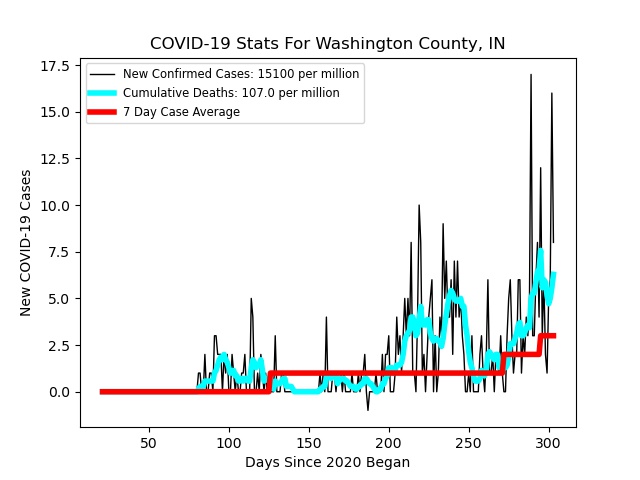 COVID-19 Stats For Washington County, IN
New Confirmed Cases: 15100 per million
Cumulative Deaths: 107.0 per million
7 Day Case Average
17.5
15.0
12.5
10.0
7.5
5.0
2.5
0.0
New COVID-19 Cases
50 100 150 200 250 300
Days Since 2020 Began